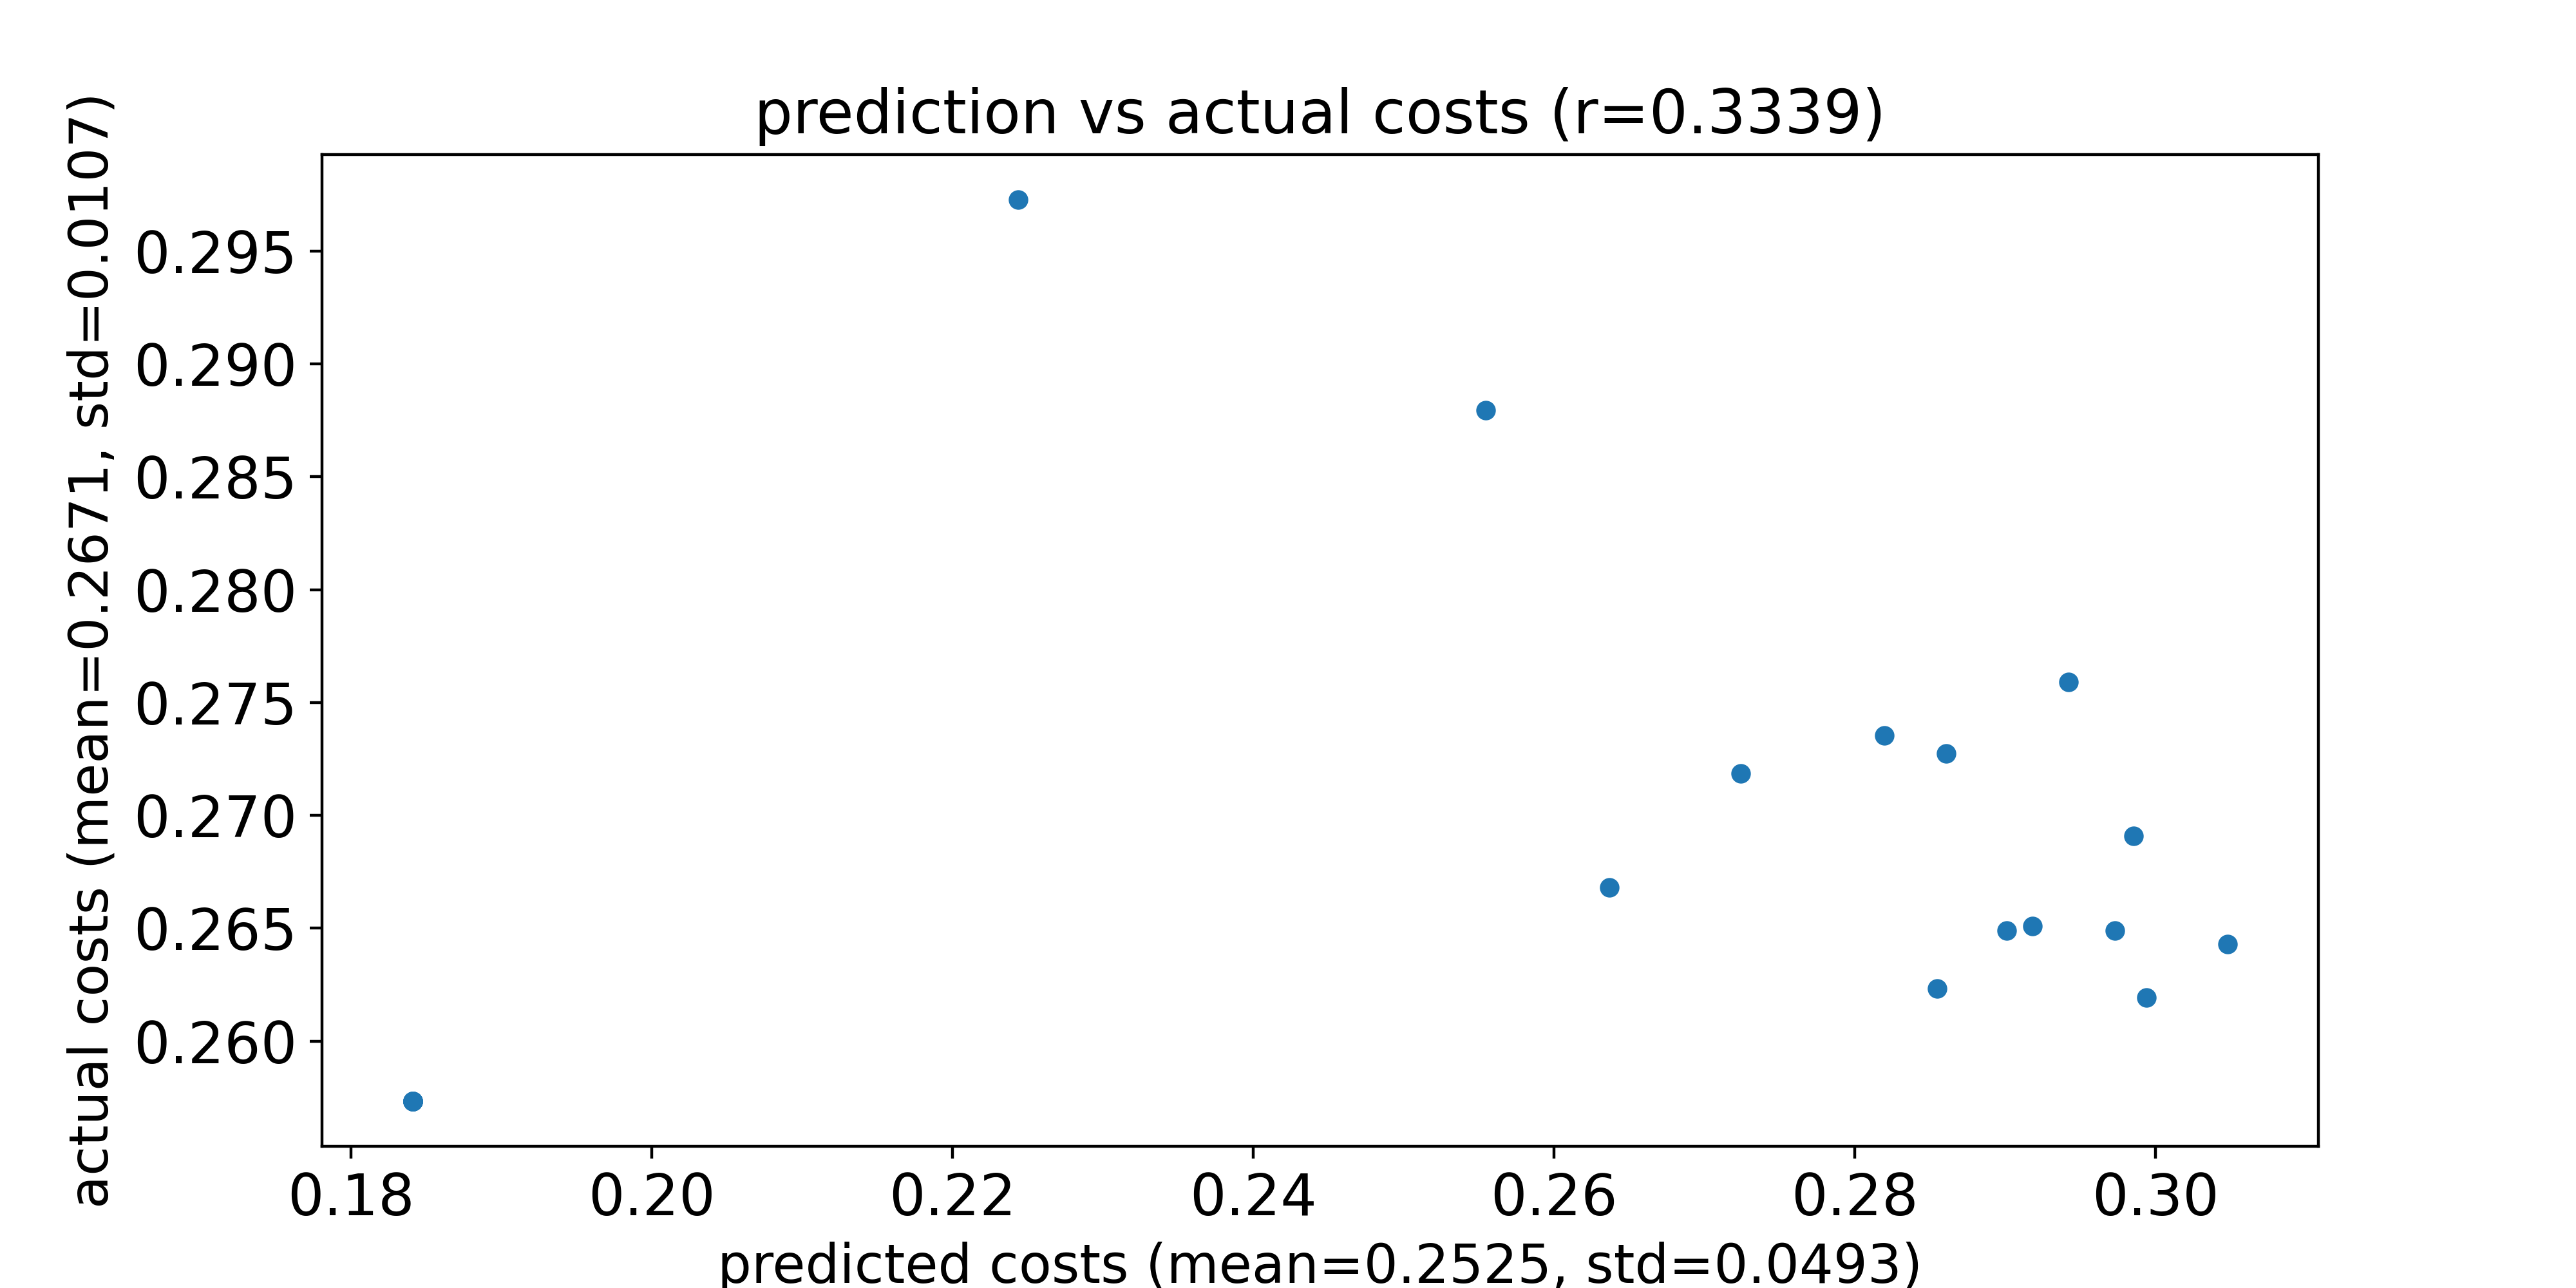 prediction vs actual costs (r=0.3339)
actual costs (mean=0.2671, std=0.0107)
0.295
0.290
0.285
0.280
0.275
0.270
0.265
0.260
0.18 0.20 0.22 0.24 0.26 0.28 0.30
predicted costs (mean=0.2525, std=0.0493)